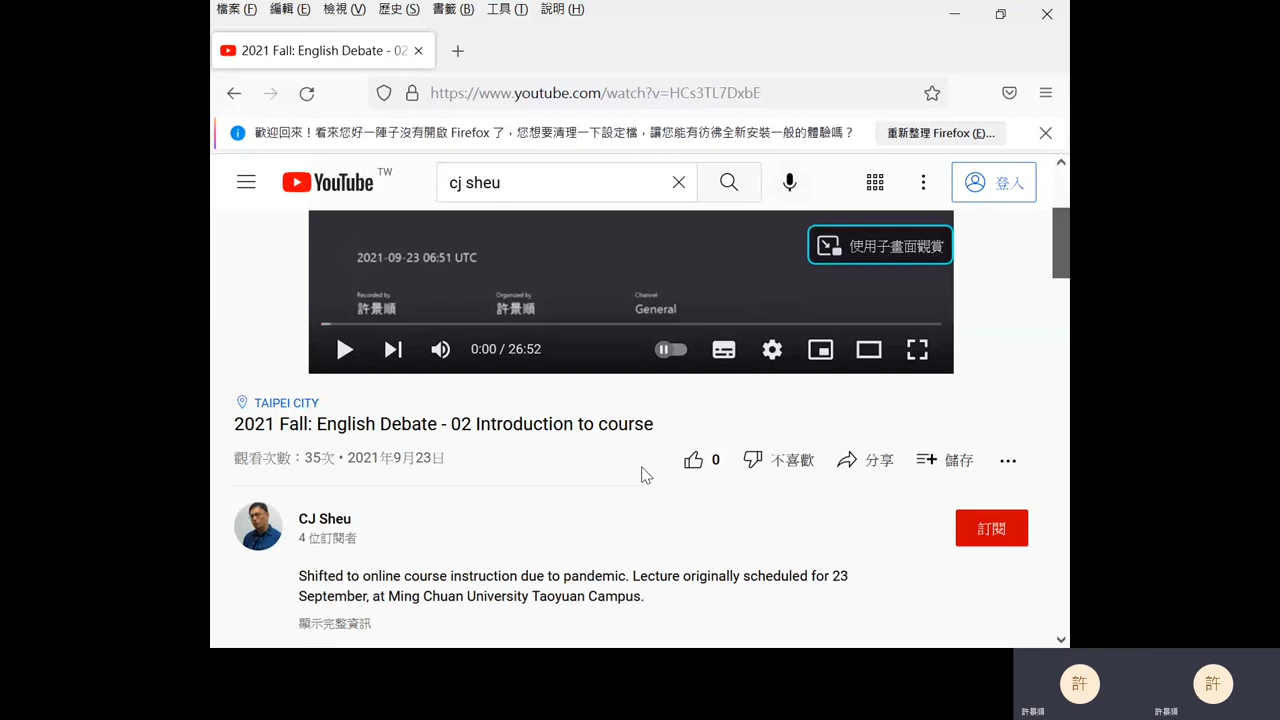 檔案 (F) 編輯 (E) 檢視 (V) 歷史 (S) 書籤 (B) 工具 (T) 說明 (H)
2021 Fall: English Debate - 02
https://www.youtube.com/watch?v=HCs3TL7DxbE
歡迎回來！看來您好一陣子沒有開啟 Firefox 了，您想要清理一下設定檔，讓您能有彷彿全新安裝一般的體驗嗎？ 重新整理 Firefox (E)...
YouTube TW
cj sheu
登入
使用子畫面觀賞
2021-09-23 06:51 UTC
Recorded by Organized by Channel
許景順 許景順 General
0:00 / 26:52
TAIPEI CITY
2021 Fall: English Debate - 02 Introduction to course
觀看次數：35次 • 2021年9月23日
0 不喜歡 分享 儲存
CJ Sheu
4 位訂閱者
訂閱
Shifted to online course instruction due to pandemic. Lecture originally scheduled for 23
September, at Ming Chuan University Taoyuan Campus.
顯示完整資訊
許 許
許景順 許景順